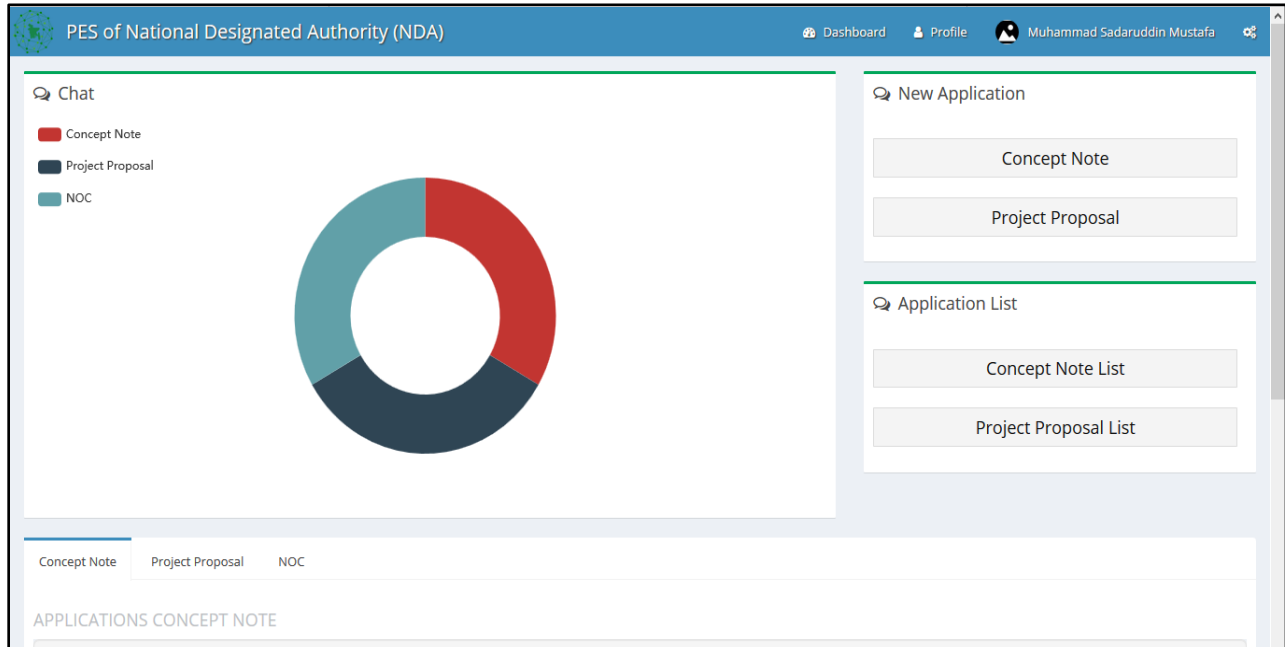 PES of National Designated Authority (NDA)
Dashboard
Profile
Muhammad Sadaruddin Mustafa
Chat
Concept Note
Project Proposal
NOC
New Application
Concept Note
Project Proposal
Application List
Concept Note List
Project Proposal List
Concept Note
Project Proposal
NOC
APPLICATIONS CONCEPT NOTE